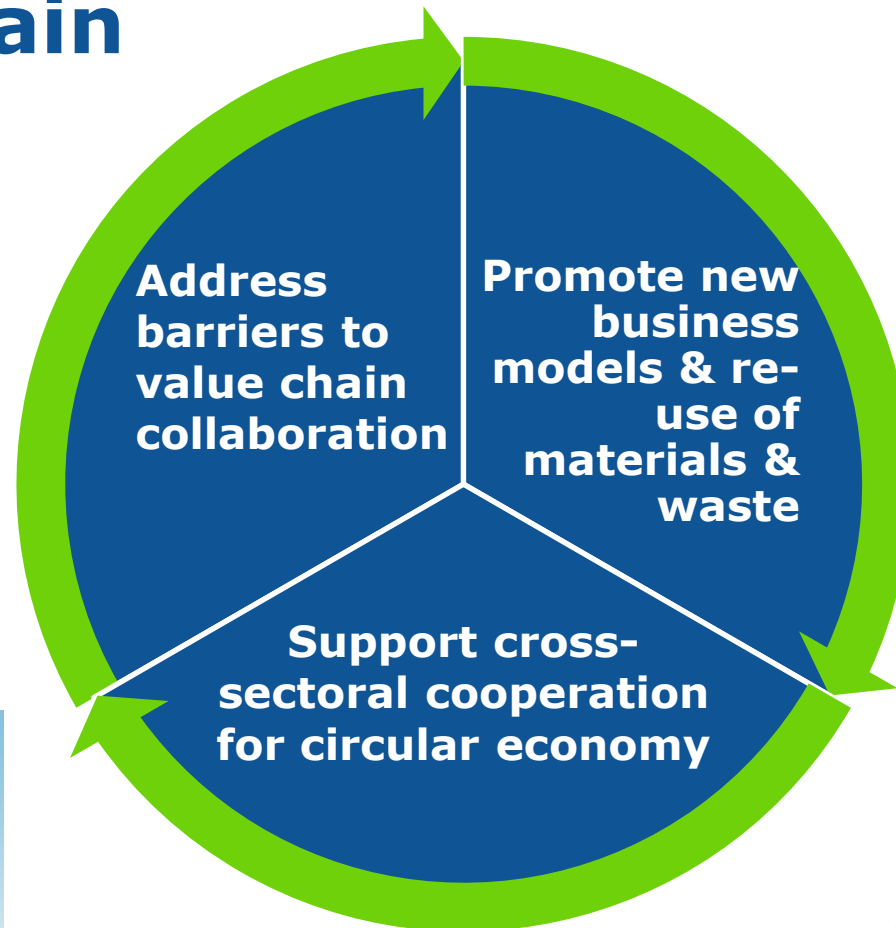 ain
Address
barriers to
value chain
collaboration
Promote new
business
models & re-
use of
materials &
waste
Support cross-
sectoral cooperation
for circular economy